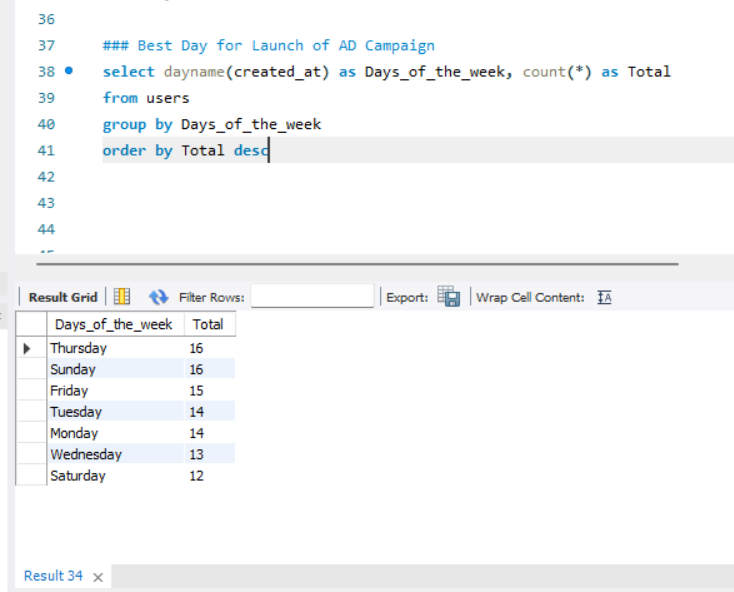 36
37 ### Best Day for Launch of AD Campaign
38 select dayname(created_at) as Days_of_the_week, count(*) as Total
39 from users
40 group by Days_of_the_week
41 order by Total desc
42
43
44
Result Grid Filter Rows: Export: Wrap Cell Content:
Days_of_the_week Total
Thursday 16
Sunday 16
Friday 15
Tuesday 14
Monday 14
Wednesday 13
Saturday 12
Result 34 ×